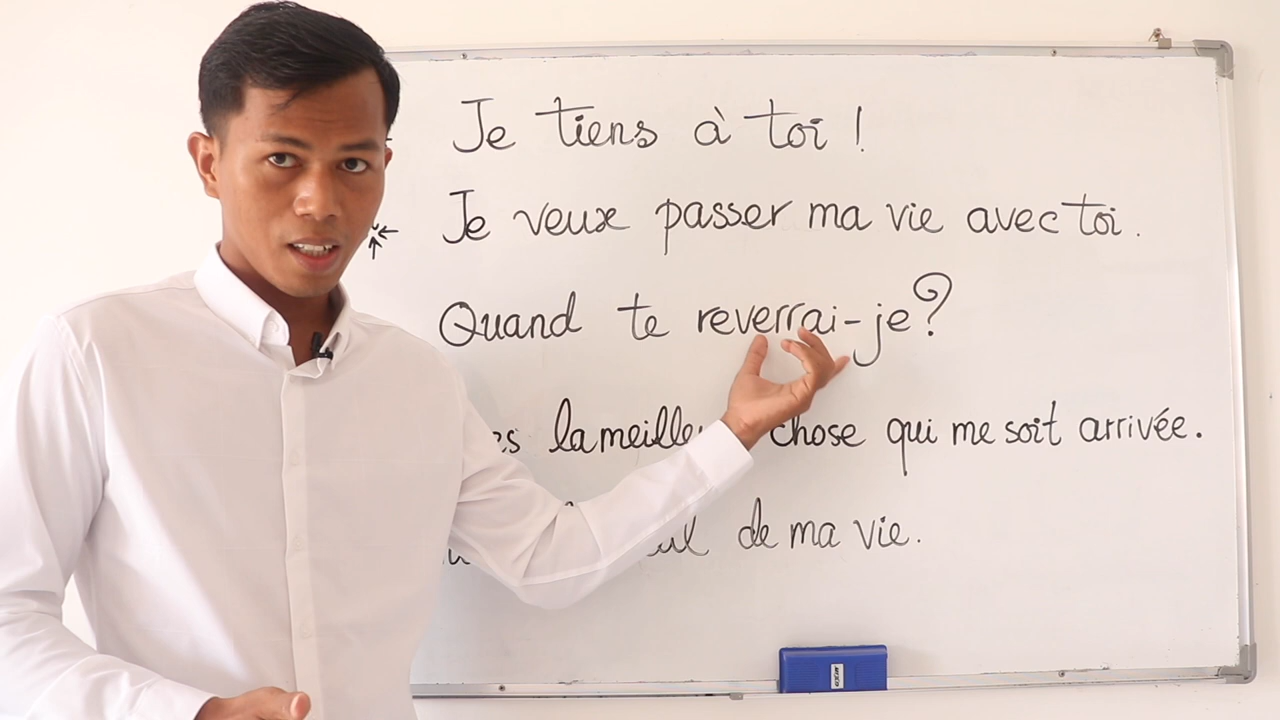 Je tiens à toi !
Je veux passer ma vie avec toi.
Quand te reverrai-je?
la chose qui me soit arrivée.
de ma vie.